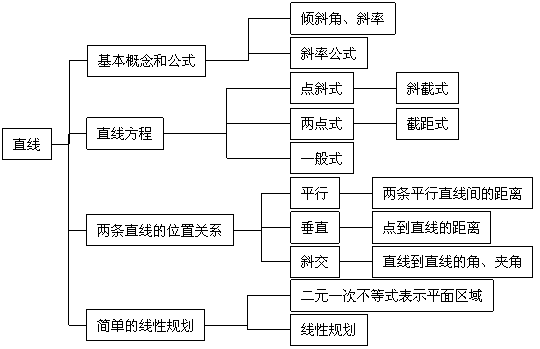 直线
基本概念和公式
倾斜角、斜率
斜率公式
直线方程
点斜式
斜截式
两点式
截距式
一般式
两条直线的位置关系
平行
两条平行直线间的距离
垂直
点到直线的距离
斜交
直线到直线的角、夹角
简单的线性规划
二元一次不等式表示平面区域
线性规划